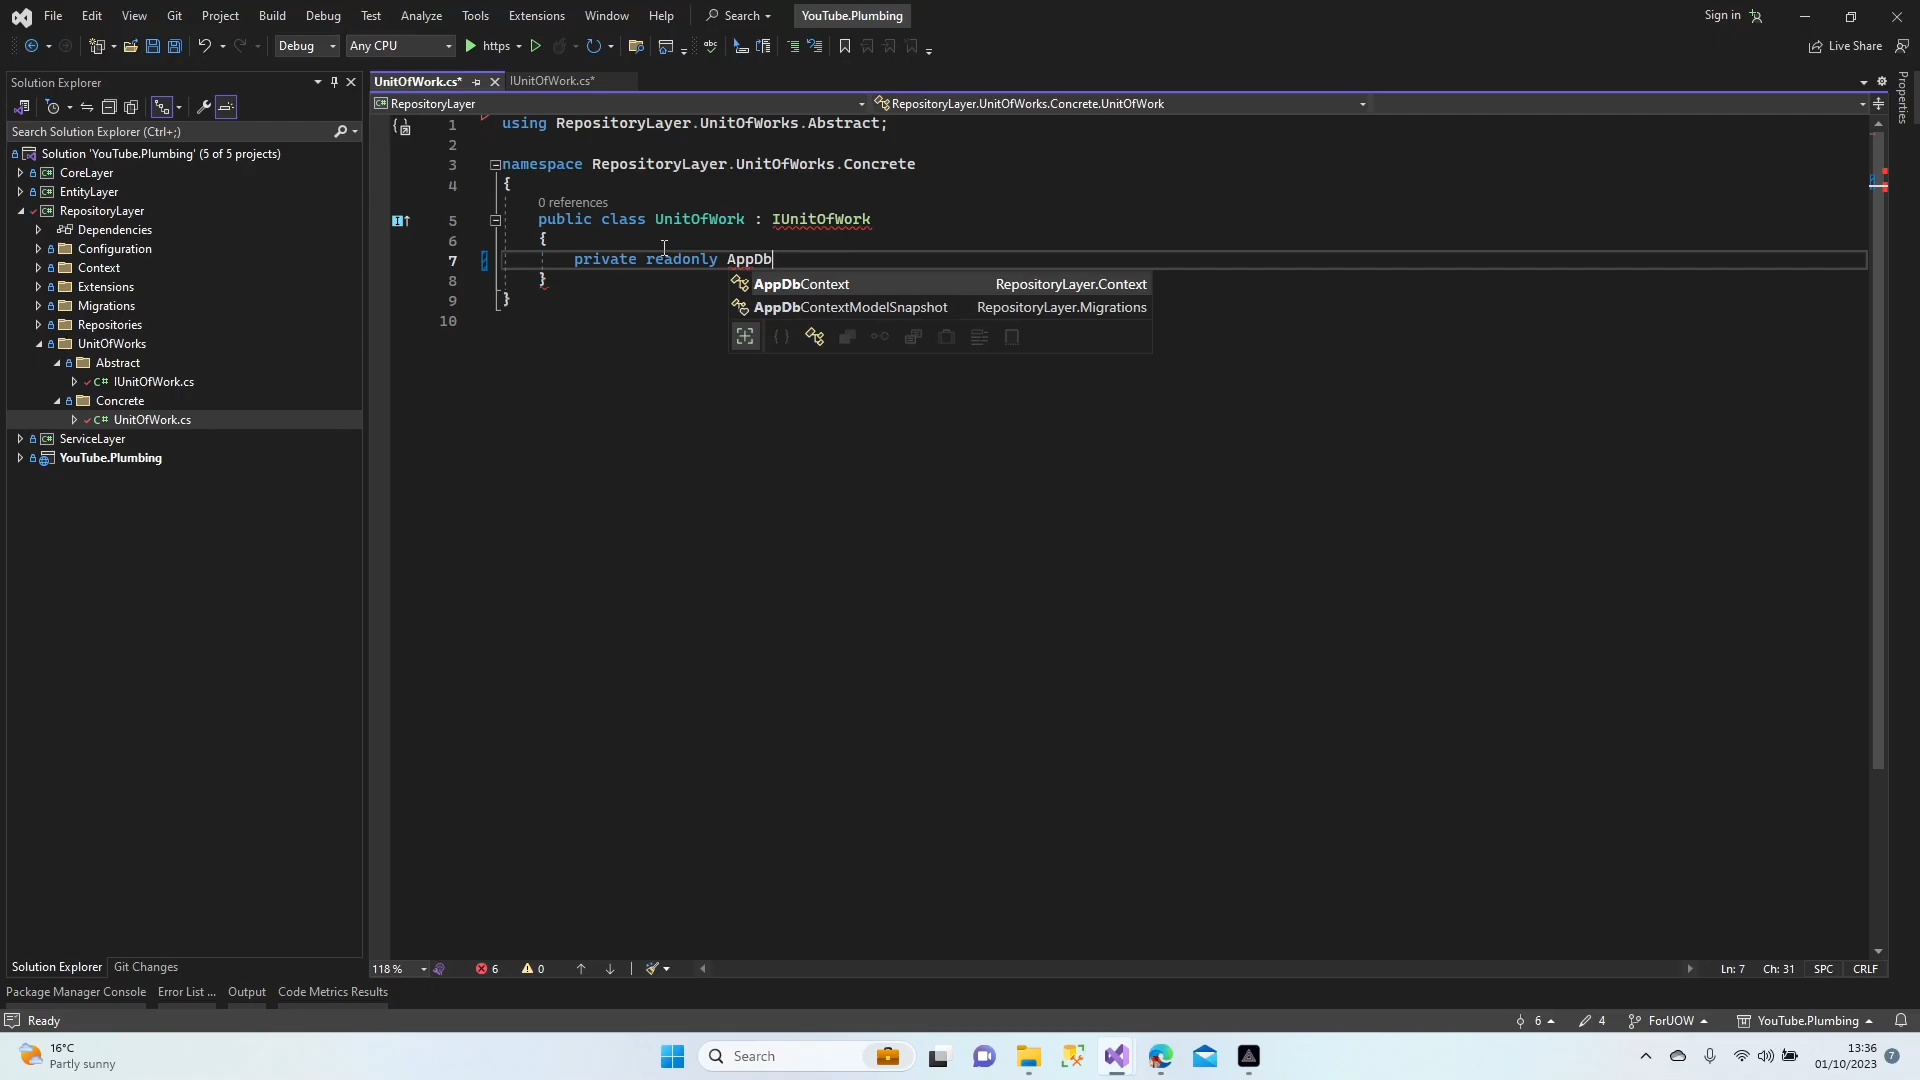 File Edit View Git Project Build Debug Test Analyze Tools Extensions Window Help Search YouTube.Plumbing Sign in
Debug Any CPU https Live Share
Solution Explorer
Search Solution Explorer (Ctrl+;)
Solution 'YouTube.Plumbing' (5 of 5 projects)
CoreLayer
EntityLayer
RepositoryLayer
Dependencies
Configuration
Context
Extensions
Migrations
Repositories
UnitOfWorks
Abstract
C# IUnitOfWork.cs
Concrete
C# UnitOfWork.cs
ServiceLayer
YouTube.Plumbing
Solution Explorer Git Changes
UnitOfWork.cs* IUnitOfWork.cs*
RepositoryLayer RepositoryLayer.UnitOfWorks.Concrete.UnitOfWork
Properties
1 using RepositoryLayer.UnitOfWorks.Abstract;
2
3 namespace RepositoryLayer.UnitOfWorks.Concrete
4 {
0 references
5 public class UnitOfWork : IUnitOfWork
6 {
7 private readonly AppDb
8 }
9 }
10
AppDbContext RepositoryLayer.Context
AppDbContextModelSnapshot RepositoryLayer.Migrations
118 % 6 0 Ln: 7 Ch: 31 SPC CRLF
Package Manager Console Error List ... Output Code Metrics Results
Ready 6 4 ForUOW YouTube.Plumbing
16°C
Partly sunny
Search
13:36
01/10/2023
7